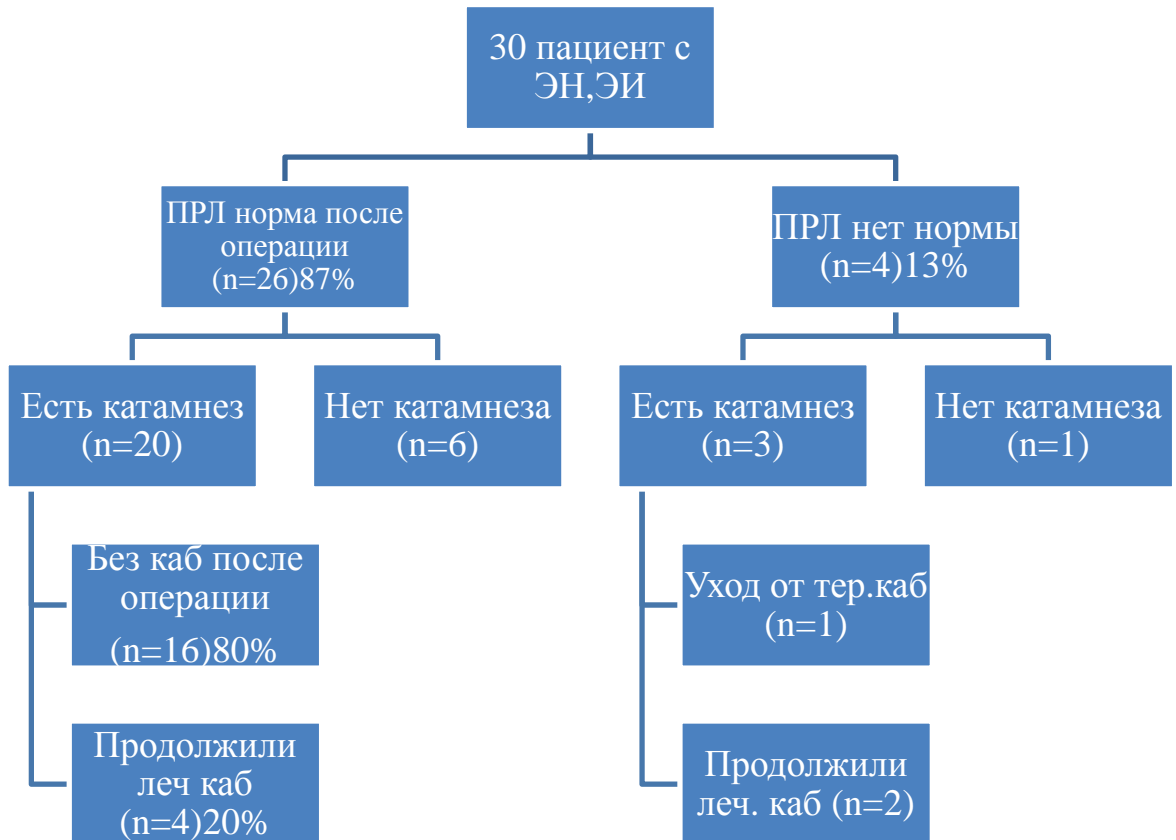 30 пациент с
ЭН,ЭИ
ПРЛ норма после
операции
(n=26)87%
ПРЛ нет нормы
(n=4)13%
Есть катамнез
(n=20)
Нет катамнеза
(n=6)
Есть катамнез
(n=3)
Нет катамнеза
(n=1)
Без каб после
операции
(n=16)80%
Уход от тер.каб
(n=1)
Продолжили
леч каб
(n=4)20%
Продолжили
леч. каб (n=2)